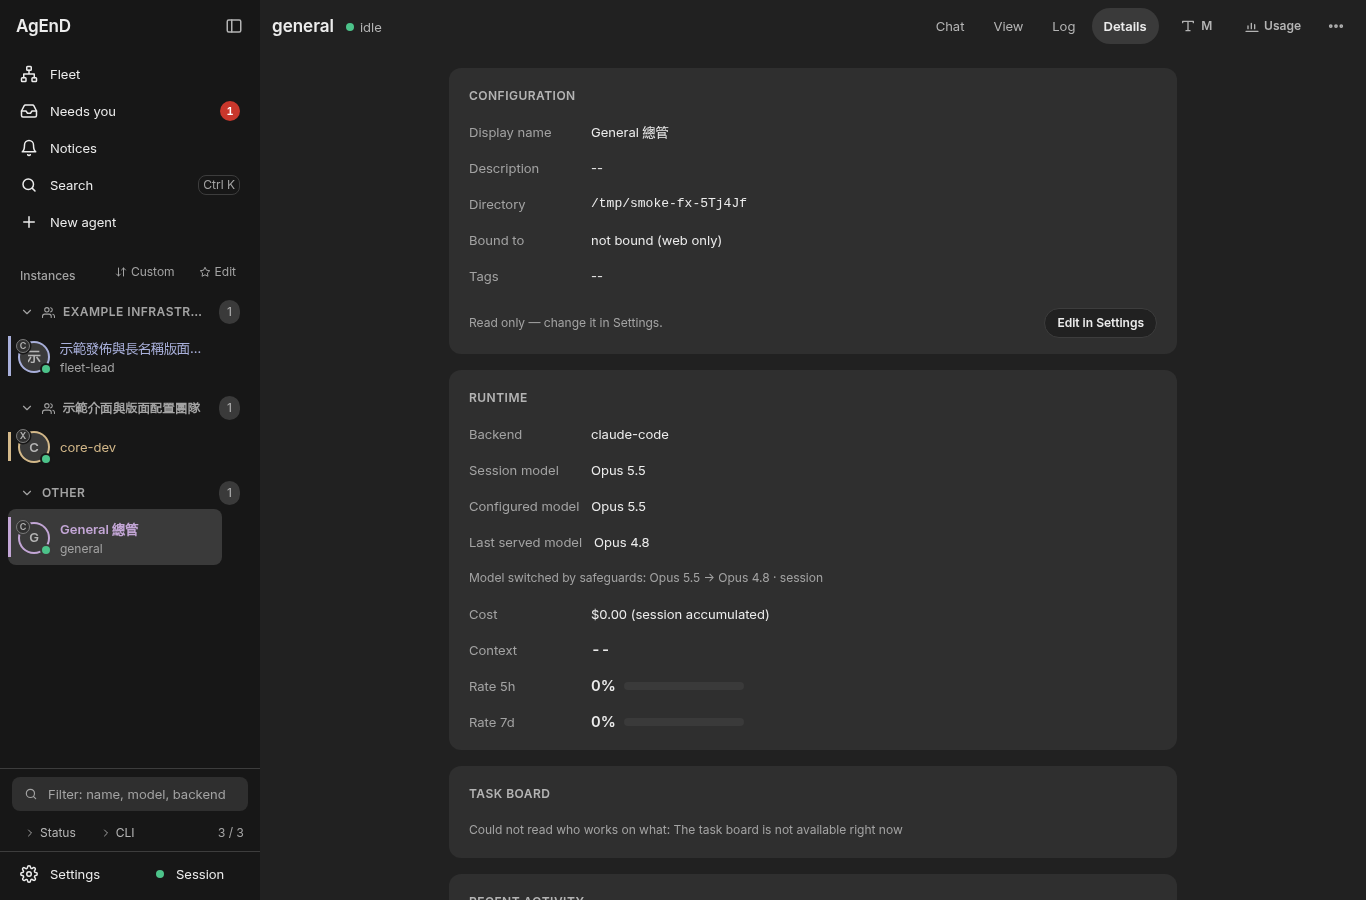 AgEnD
Fleet
Needs you 1
Notices
Search Ctrl K
New agent
Instances Custom Edit
EXAMPLE INFRASTR... 1
C 示 示範發佈與長名稱版面...
fleet-lead
示範介面與版面配置團隊 1
X C core-dev
OTHER 1
C G General 總管
general
Filter: name, model, backend
Status CLI 3 / 3
Settings Session
general idle Chat View Log Details M Usage
CONFIGURATION
Display name General 總管
Description --
Directory /tmp/smoke-fx-5Tj4Jf
Bound to not bound (web only)
Tags --
Read only — change it in Settings. Edit in Settings
RUNTIME
Backend claude-code
Session model Opus 5.5
Configured model Opus 5.5
Last served model Opus 4.8
Model switched by safeguards: Opus 5.5 → Opus 4.8 · session
Cost $0.00 (session accumulated)
Context --
Rate 5h 0%
Rate 7d 0%
TASK BOARD
Could not read who works on what: The task board is not available right now
RECENT ACTIVITY